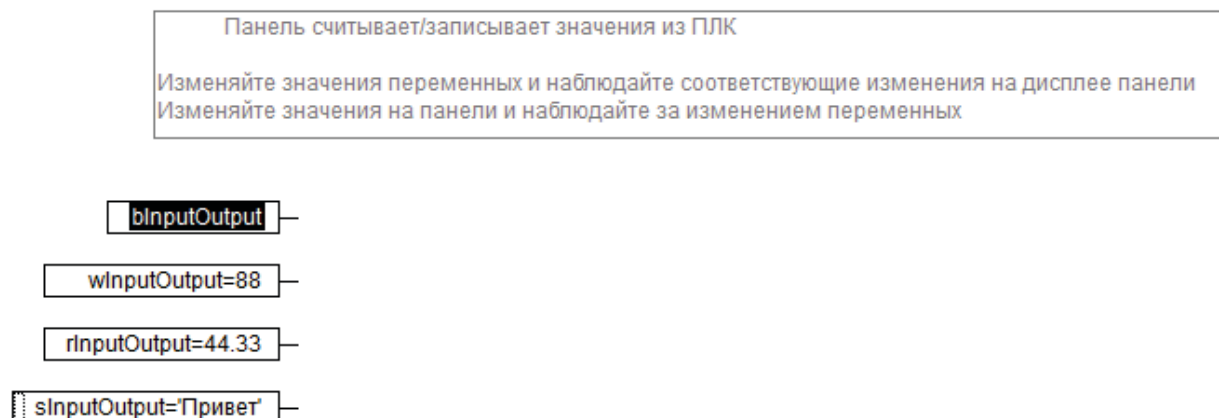 Панель считывает/записывает значения из ПЛК
Изменяйте значения переменных и наблюдайте соответствующие изменения на дисплее панели
Изменяйте значения на панели и наблюдайте за изменением переменных
bInputOutput
wInputOutput=88
rInputOutput=44.33
sInputOutput='Привет'